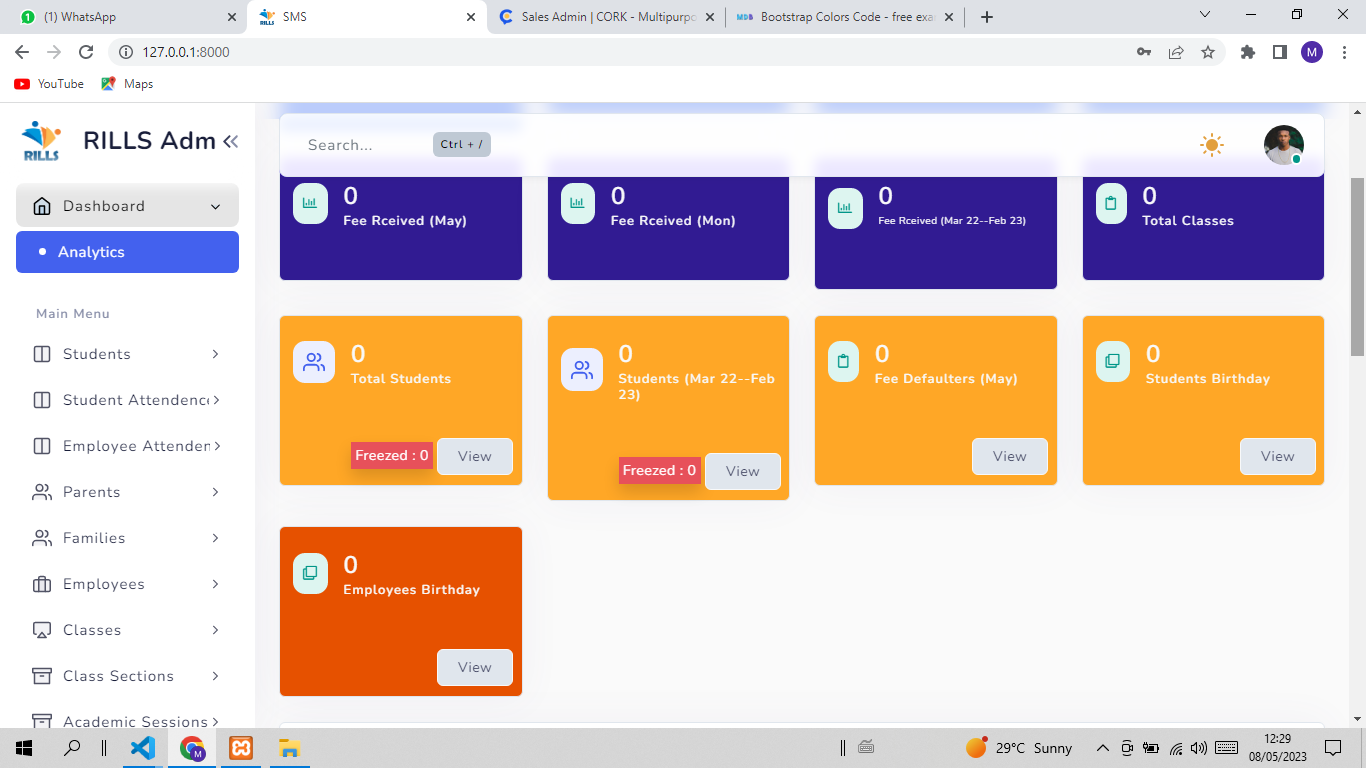 (1) WhatsApp
SMS
Sales Admin | CORK - Multipurpo
MDB Bootstrap Colors Code - free exa
127.0.0.1:8000
M
YouTube
Maps
RILLS
RILLS Adm
Search...
Ctrl + /
Dashboard
Analytics
Main Menu
Students
Student Attendence
Employee Attenden
Parents
Families
Employees
Classes
Class Sections
Academic Sessions
0
Fee Rceived (May)
0
Fee Rceived (Mon)
0
Fee Rceived (Mar 22--Feb 23)
0
Total Classes
0
Total Students
Freezed : 0
View
0
Students (Mar 22--Feb
23)
Freezed : 0
View
0
Fee Defaulters (May)
View
0
Students Birthday
View
0
Employees Birthday
View
29°C Sunny
12:29
08/05/2023